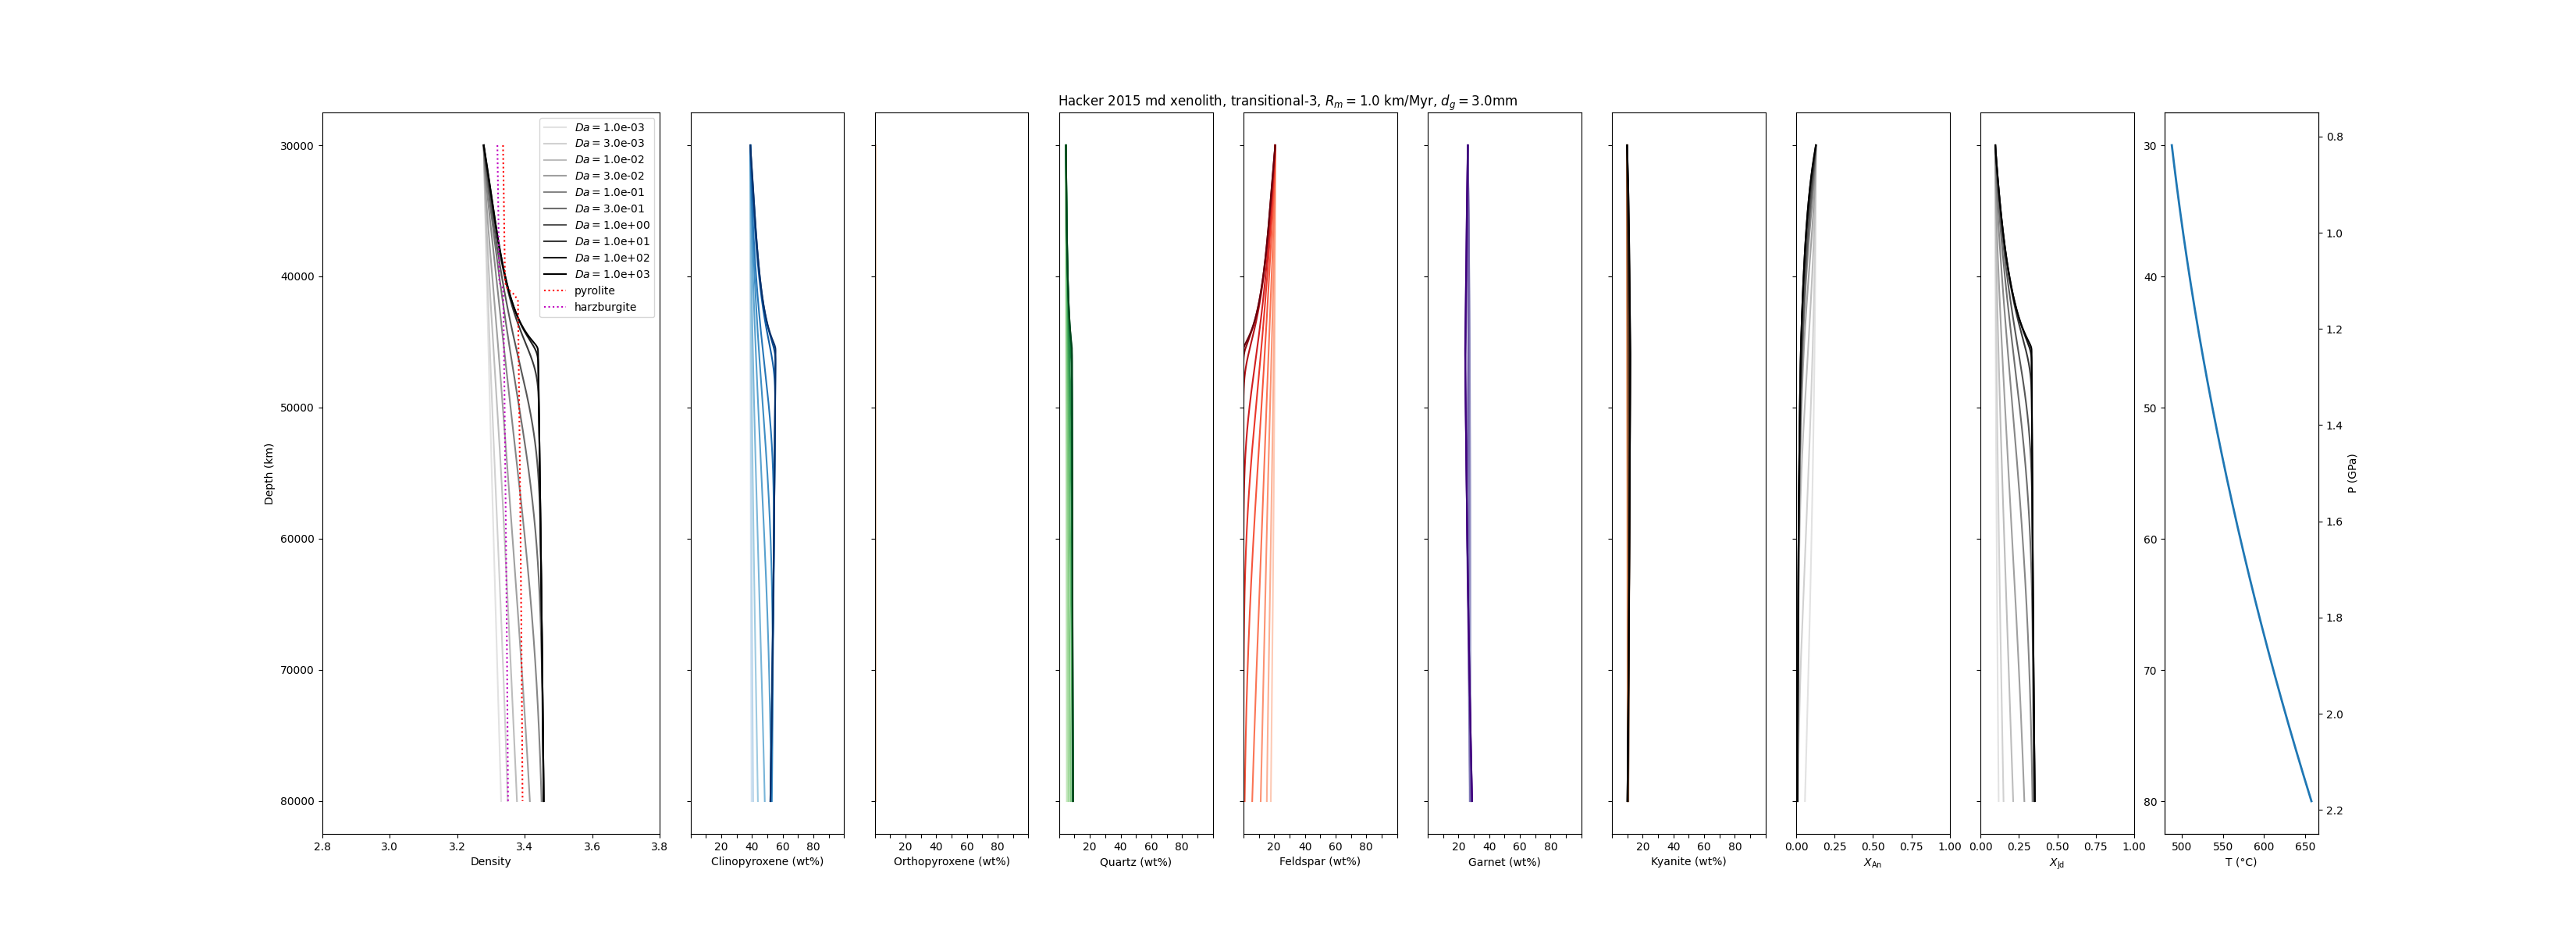 Hacker 2015 md xenolith, transitional-3, Rm = 1.0 km/Myr, dg = 3.0mm
Da = 1.0e-03
Da = 3.0e-03
Da = 1.0e-02
Da = 3.0e-02
Da = 1.0e-01
Da = 3.0e-01
Da = 1.0e+00
Da = 1.0e+01
Da = 1.0e+02
Da = 1.0e+03
pyrolite
harzburgite
Depth (km)
30000
40000
50000
60000
70000
80000
2.8 3.0 3.2 3.4 3.6 3.8
Density
20 40 60 80
Clinopyroxene (wt%)
20 40 60 80
Orthopyroxene (wt%)
20 40 60 80
Quartz (wt%)
20 40 60 80
Feldspar (wt%)
20 40 60 80
Garnet (wt%)
20 40 60 80
Kyanite (wt%)
0.00 0.25 0.50 0.75 1.00
XAn
0.00 0.25 0.50 0.75 1.00
XJd
30
40
50
60
70
80
500 550 600 650
T (°C)
0.8
1.0
1.2
1.4
1.6
1.8
2.0
2.2
P (GPa)